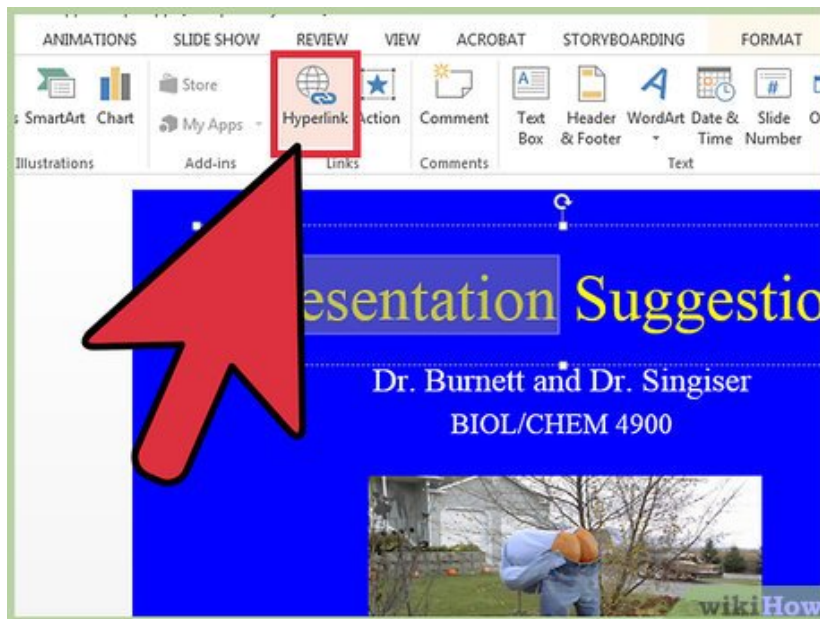 ANIMATIONS SLIDE SHOW REVIEW VIEW ACROBAT STORYBOARDING FORMAT
SmartArt Chart
Store
My Apps
Hyperlink Action
Comment
Text Box
Header & Footer
WordArt
Date & Time
Slide Number
Illustrations Add-ins Links Comments Text
esentation Suggestio
Dr. Burnett and Dr. Singiser
BIOL/CHEM 4900
wikiHow